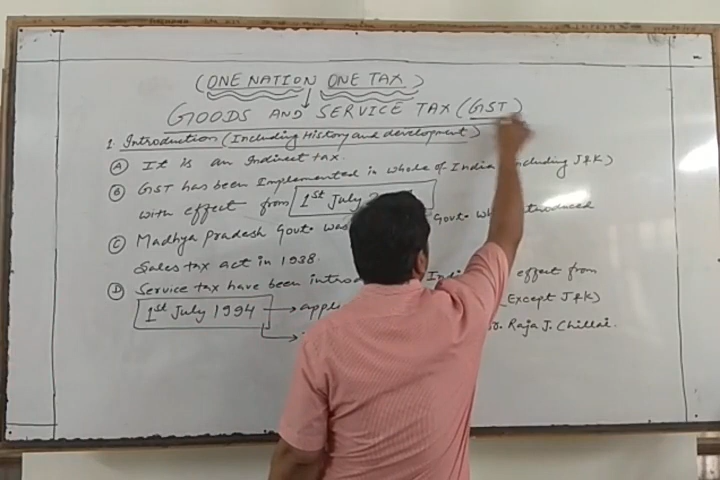 (ONE NATION ONE TAX)
GOODS AND SERVICE TAX (GST)
1. Introduction (Including History and development)
(A) It is an Indirect tax.
(B) GST has been Implemented in whole of India (Including J&K)
with effect from 1st July
(C) Madhya Pradesh Govt. was Govt. who introduced
Sales tax act in 1938.
(D) Service tax have been effect from
1st July 1994 → Except J&K)
Raja J. Chillai.